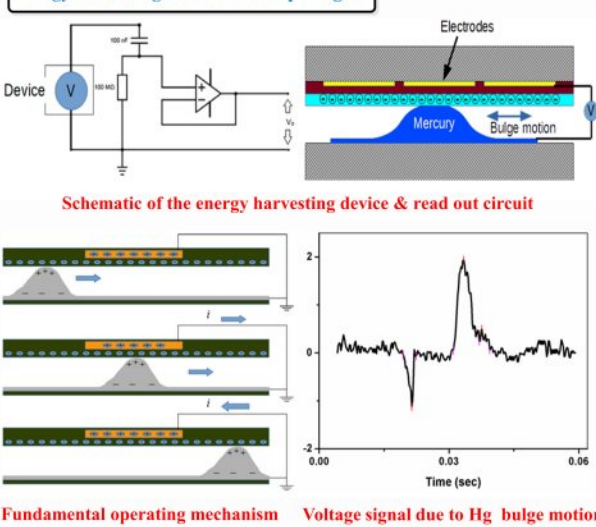 Electrodes
100 nF
Device
V
100 MΩ
V₀
Mercury
Bulge motion
V
Schematic of the energy harvesting device & read out circuit
i
i
2
0
-2
0.00
0.03
0.06
Time (sec)
Fundamental operating mechanism
Voltage signal due to Hg bulge motion